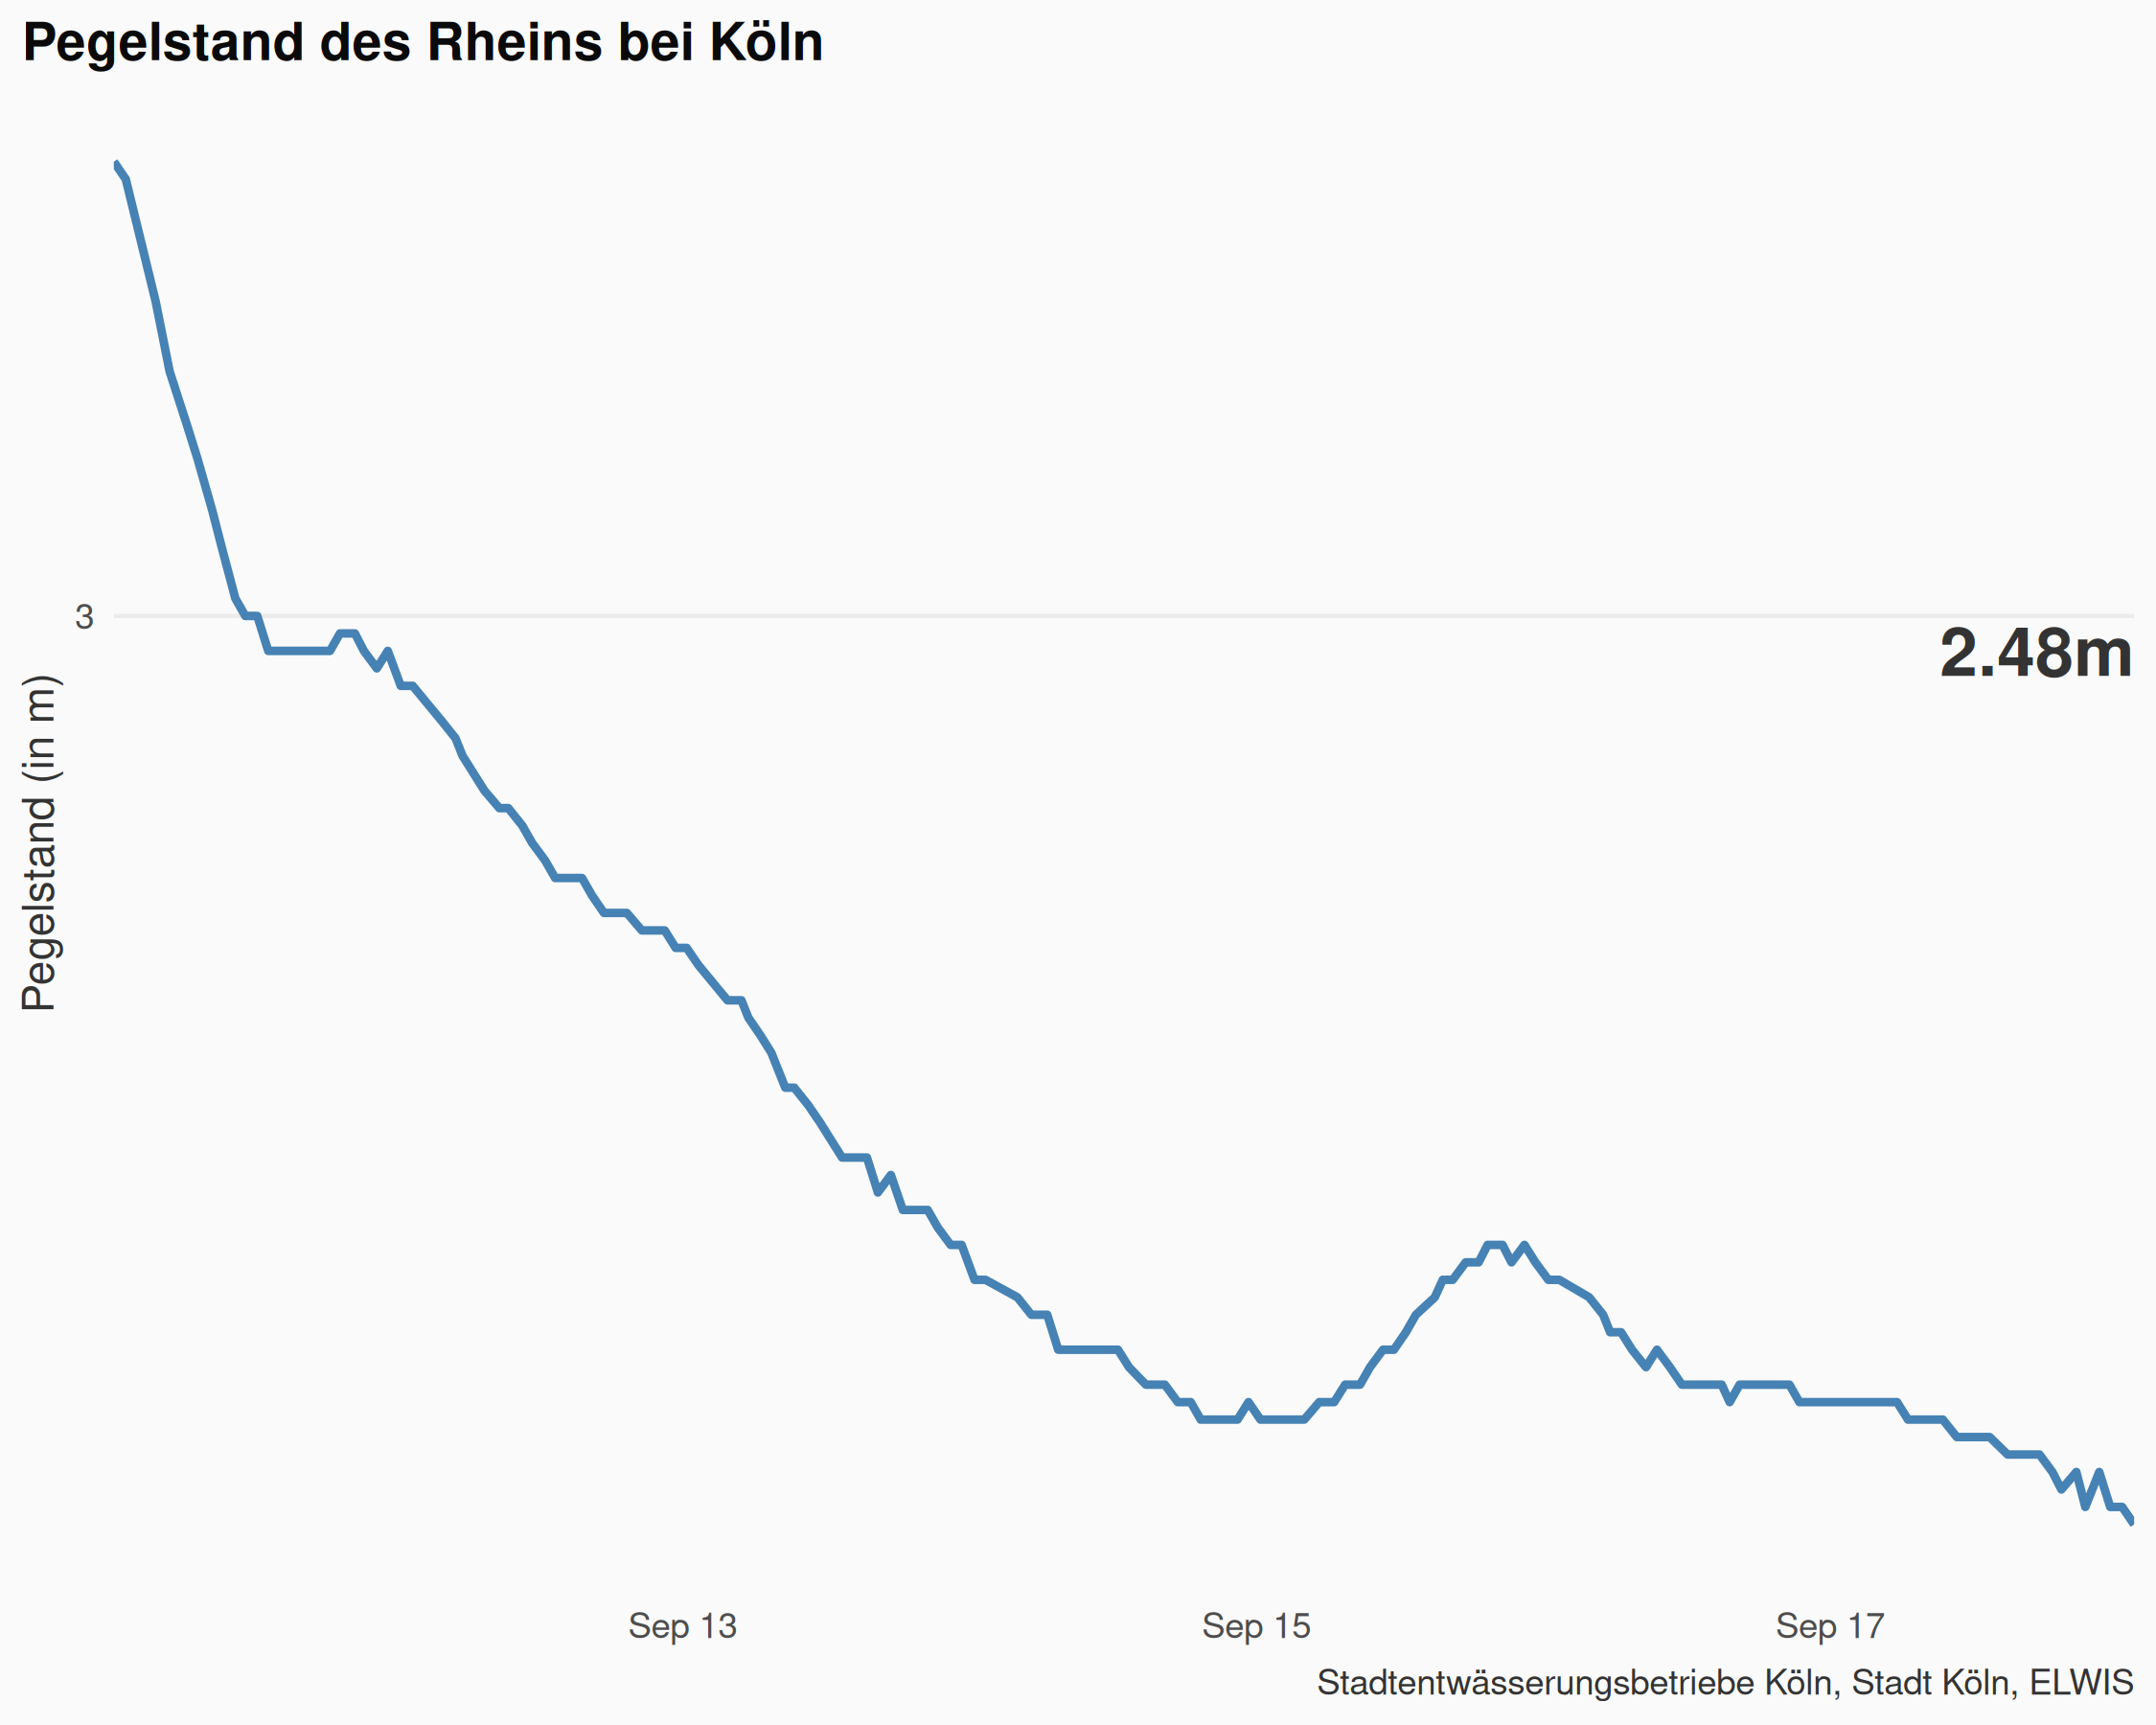 Pegelstand des Rheins bei Köln
3
2.48m
Pegelstand (in m)
Sep 13
Sep 15
Sep 17
Stadtentwässerungsbetriebe Köln, Stadt Köln, ELWIS